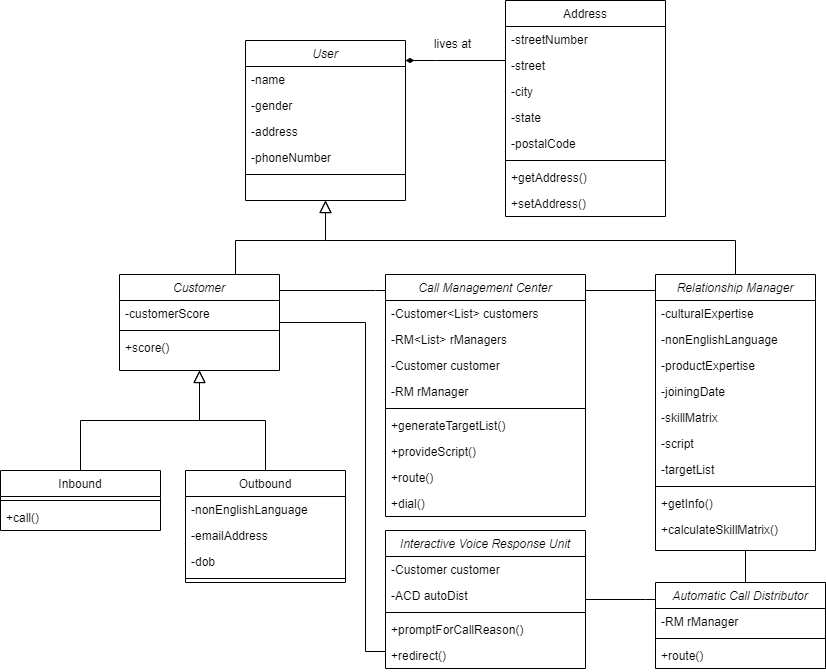 User
-name
-gender
-address
-phoneNumber
lives at
Address
-streetNumber
-street
-city
-state
-postalCode
+getAddress()
+setAddress()
Customer
-customerScore
+score()
Call Management Center
-Customer<List> customers
-RM<List> rManagers
-Customer customer
-RM rManager
+generateTargetList()
+provideScript()
+route()
+dial()
Relationship Manager
-culturalExpertise
-nonEnglishLanguage
-productExpertise
-joiningDate
-skillMatrix
-script
-targetList
+getInfo()
+calculateSkillMatrix()
Inbound
+call()
Outbound
-nonEnglishLanguage
-emailAddress
-dob
Interactive Voice Response Unit
-Customer customer
-ACD autoDist
+promptForCallReason()
+redirect()
Automatic Call Distributor
-RM rManager
+route()